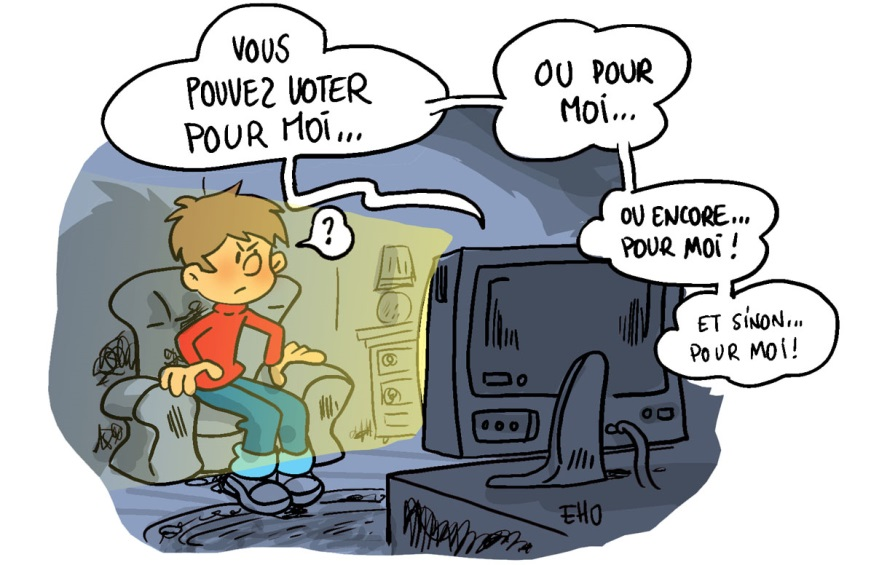 VOUS
POUVEZ VOTER
POUR MOI...
OU POUR
MOI...
?
OU ENCORE...
POUR MOI !
ET SINON...
POUR MOI !
EHO